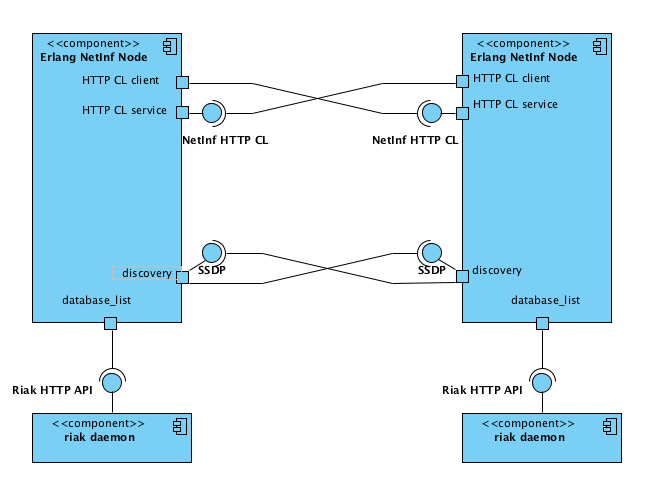 <<component>>
Erlang NetInf Node
HTTP CL client
HTTP CL service
NetInf HTTP CL
discovery
SSDP
database_list
Riak HTTP API
<<component>>
riak daemon
<<component>>
Erlang NetInf Node
HTTP CL client
HTTP CL service
NetInf HTTP CL
SSDP
discovery
database_list
Riak HTTP API
<<component>>
riak daemon